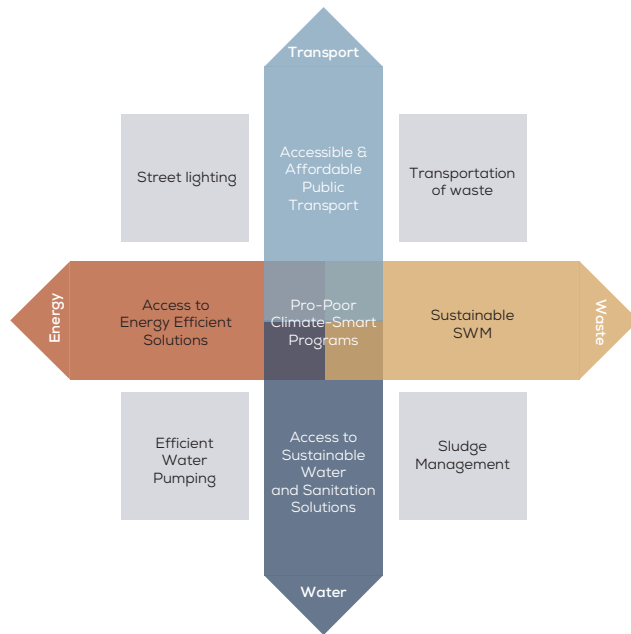 Transport
Accessible &
Affordable
Public
Transport
Street lighting
Transportation
of waste
Energy
Access to
Energy Efficient
Solutions
Pro-Poor
Climate-Smart
Programs
Sustainable
SWM
Waste
Efficient
Water
Pumping
Access to
Sustainable
Water
and Sanitation
Solutions
Sludge
Management
Water